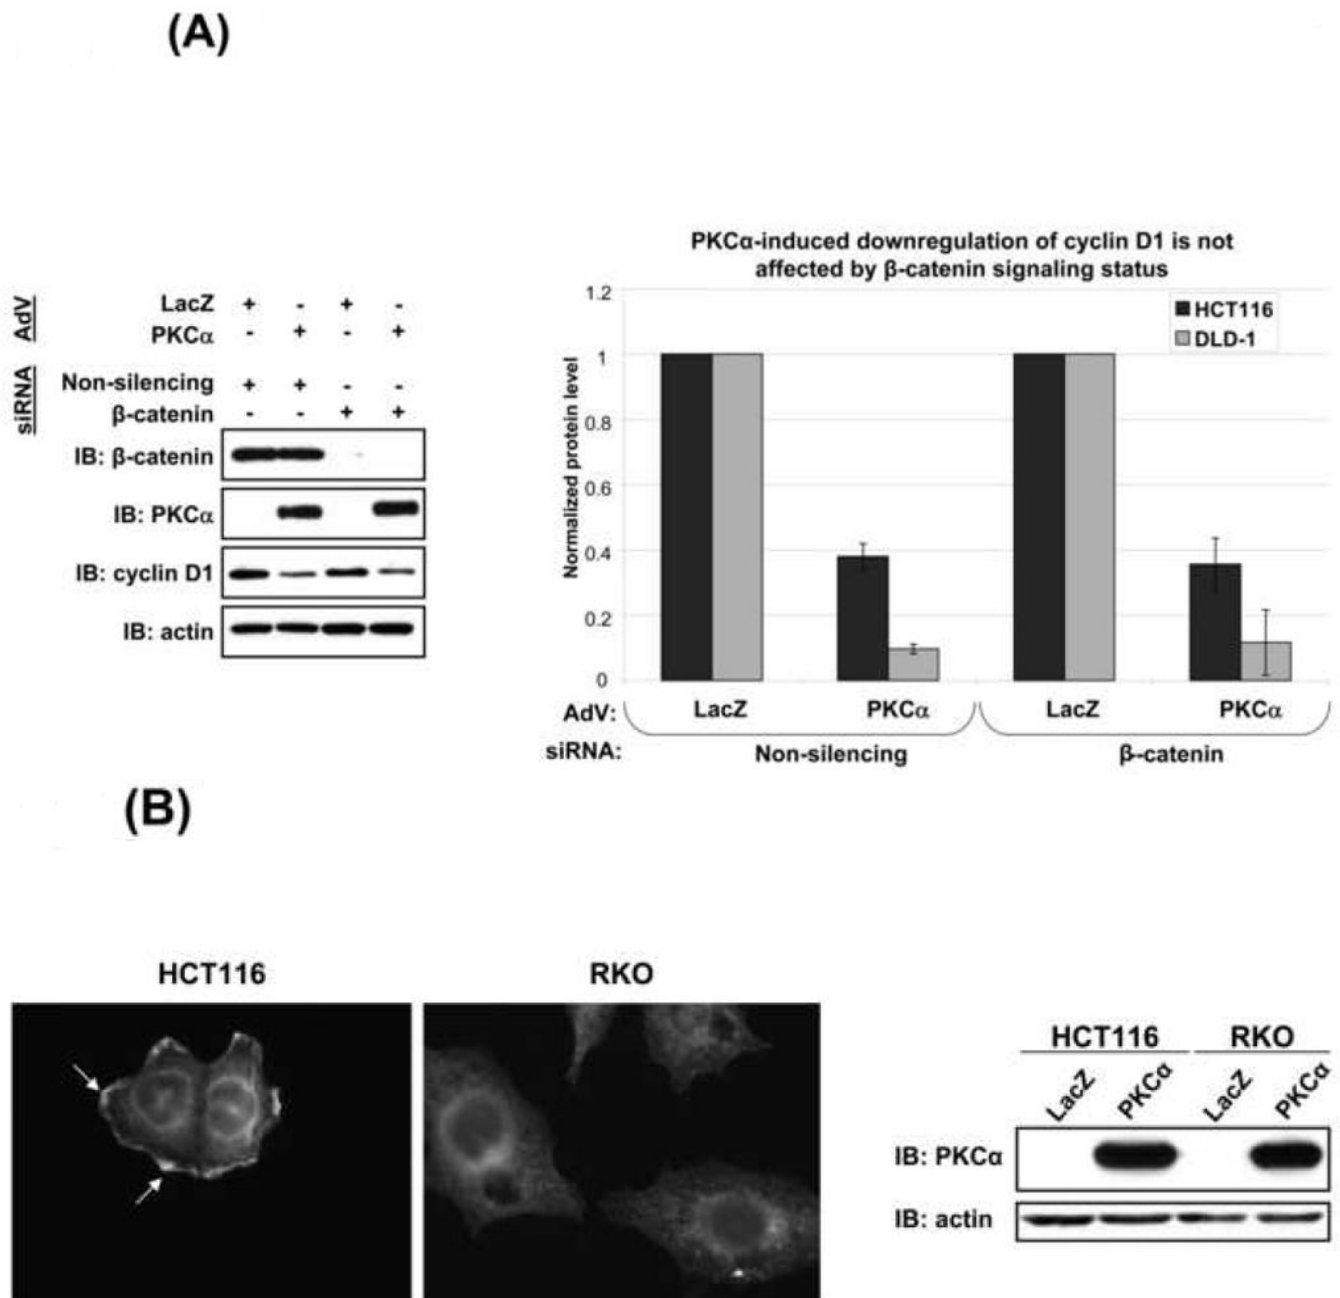 (A)
AdV
LacZ + - + -
PKCα - + - +
siRNA
Non-silencing + + - -
β-catenin - - + +
IB: β-catenin
IB: PKCα
IB: cyclin D1
IB: actin
PKCα-induced downregulation of cyclin D1 is not
affected by β-catenin signaling status
Normalized protein level
1.2
1
0.8
0.6
0.4
0.2
0
HCT116
DLD-1
AdV: LacZ PKCα LacZ PKCα
siRNA: Non-silencing β-catenin
(B)
HCT116 RKO
HCT116 RKO
LacZ PKCα LacZ PKCα
IB: PKCα
IB: actin